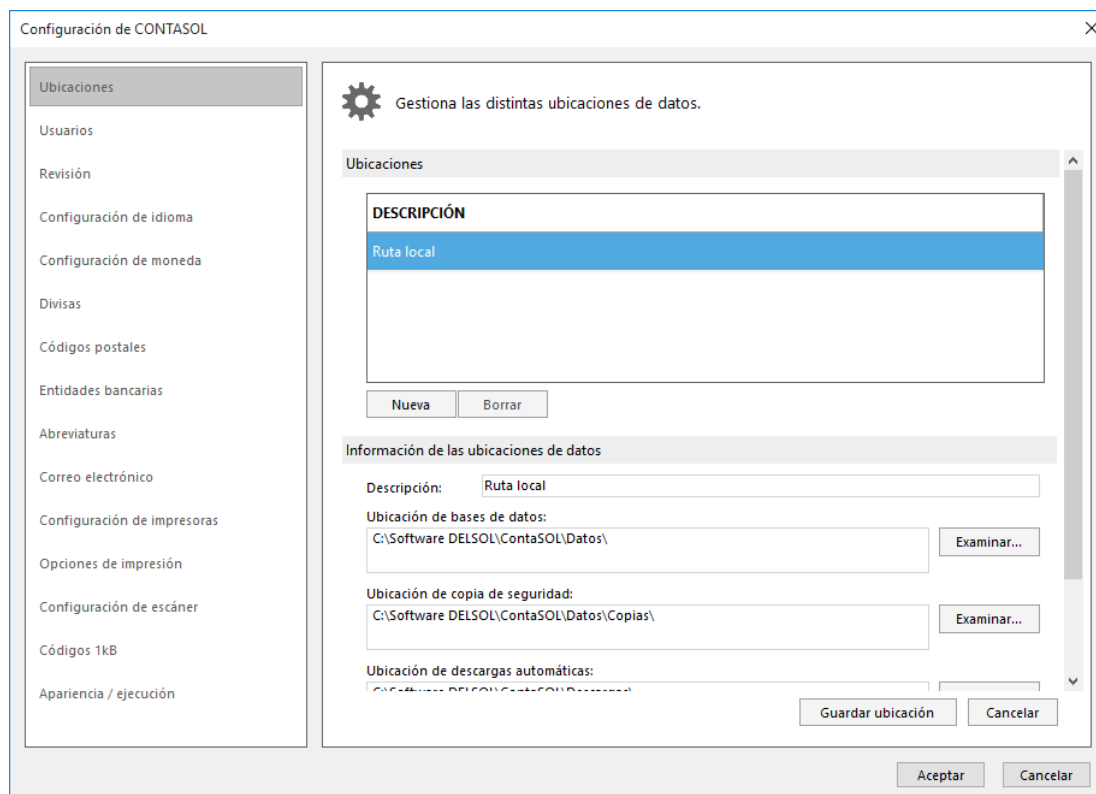 Configuración de CONTASOL
Ubicaciones
Usuarios
Revisión
Configuración de idioma
Configuración de moneda
Divisas
Códigos postales
Entidades bancarias
Abreviaturas
Correo electrónico
Configuración de impresoras
Opciones de impresión
Configuración de escáner
Códigos 1kB
Apariencia / ejecución
Gestiona las distintas ubicaciones de datos.
Ubicaciones
DESCRIPCIÓN
Ruta local
Nueva Borrar
Información de las ubicaciones de datos
Descripción: Ruta local
Ubicación de bases de datos:
C:\Software DELSOL\ContaSOL\Datos\ Examinar...
Ubicación de copia de seguridad:
C:\Software DELSOL\ContaSOL\Datos\Copias\ Examinar...
Ubicación de descargas automáticas:
C:\Software DELSOL\ContaSOL\Descargas\
Guardar ubicación Cancelar
Aceptar Cancelar